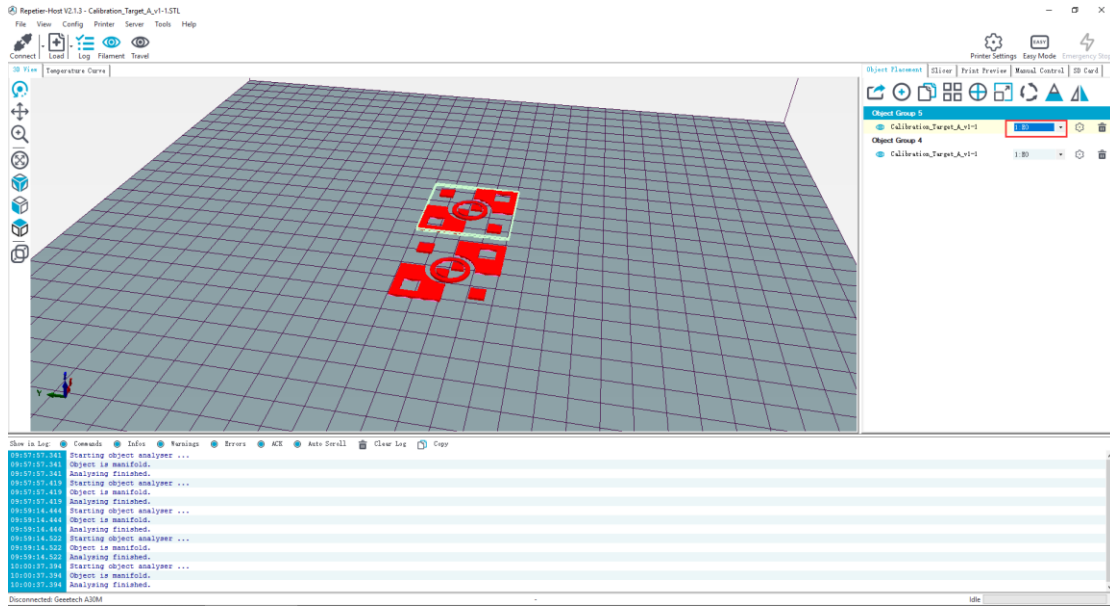 Repetier-Host V2.1.3 - Calibration_Target_A_v1-1.STL
File View Config Printer Server Tools Help
Connect Load Log Filament Travel Printer Settings Easy Mode Emergency Stop
EASY
3D View Temperature Curve Object Placement Slicer Print Preview Manual Control SD Card
Object Group 5
Calibration_Target_A_v1-1 1:E0
Object Group 4
Calibration_Target_A_v1-1 1:E0
Y
Show in Log: Commands Infos Warnings Errors ACK Auto Scroll Clear Log Copy
09:57:57.341 Starting object analyser ...
09:57:57.341 Object is manifold.
09:57:57.341 Analysing finished.
09:57:57.419 Starting object analyser ...
09:57:57.419 Object is manifold.
09:57:57.419 Analysing finished.
09:59:14.444 Starting object analyser ...
09:59:14.444 Object is manifold.
09:59:14.444 Analysing finished.
09:59:14.522 Starting object analyser ...
09:59:14.522 Object is manifold.
09:59:14.522 Analysing finished.
10:00:37.394 Starting object analyser ...
10:00:37.394 Object is manifold.
10:00:37.394 Analysing finished.
Disconnected: Geeetech A30M - Idle